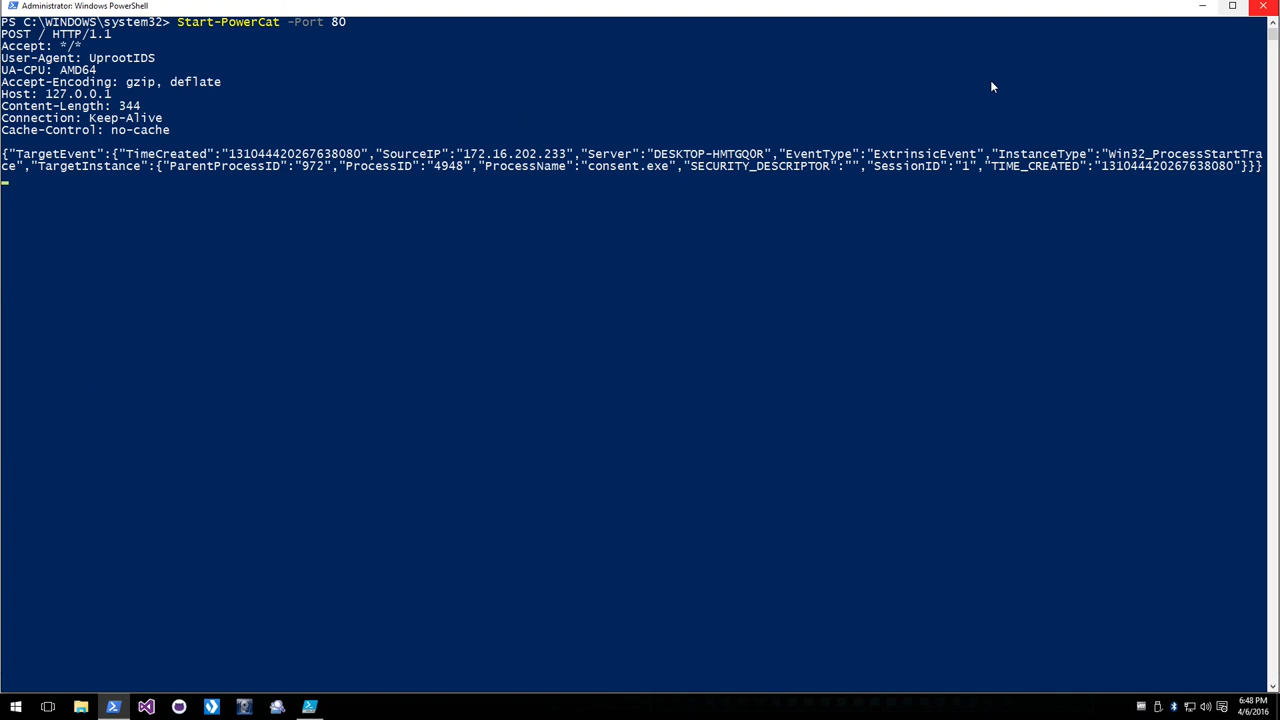 Administrator: Windows PowerShell
PS C:\WINDOWS\system32> Start-PowerCat -Port 80
POST / HTTP/1.1
Accept: */*
User-Agent: UprootIDS
UA-CPU: AMD64
Accept-Encoding: gzip, deflate
Host: 127.0.0.1
Content-Length: 344
Connection: Keep-Alive
Cache-Control: no-cache
{"TargetEvent":{"TimeCreated":"131044420267638080","SourceIP":"172.16.202.233","Server":"DESKTOP-HMTGQ0R","EventType":"ExtrinsicEvent","InstanceType":"Win32_ProcessStartTra
ce","TargetInstance":{"ParentProcessID":"972","ProcessID":"4948","ProcessName":"consent.exe","SECURITY_DESCRIPTOR":"","SessionID":"1","TIME_CREATED":"131044420267638080"}}}
6:48 PM
4/6/2016